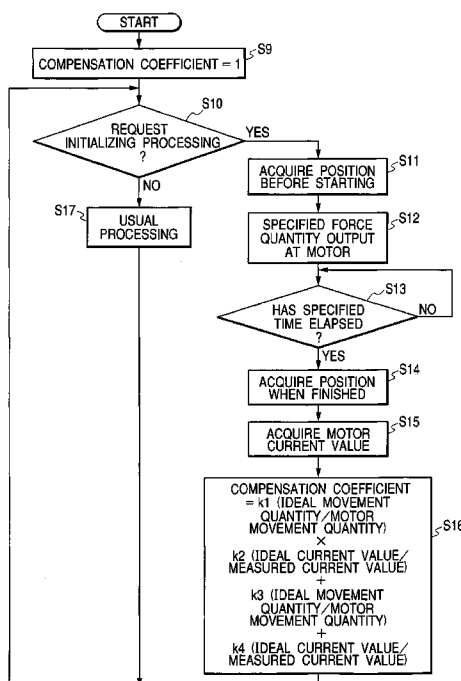 START
S9
COMPENSATION COEFFICIENT = 1
S10
REQUEST
INITIALIZING PROCESSING
?
YES
NO
S11
ACQUIRE POSITION
BEFORE STARTING
S17
USUAL
PROCESSING
S12
SPECIFIED FORCE
QUANTITY OUTPUT
AT MOTOR
S13
HAS SPECIFIED
TIME ELAPSED
?
NO
YES
S14
ACQUIRE POSITION
WHEN FINISHED
S15
ACQUIRE MOTOR
CURRENT VALUE
S16
COMPENSATION COEFFICIENT
= k1 (IDEAL MOVEMENT
QUANTITY/MOTOR
MOVEMENT QUANTITY)
×
k2 (IDEAL CURRENT VALUE/
MEASURED CURRENT VALUE)
+
k3 (IDEAL MOVEMENT
QUANTITY/MOTOR
MOVEMENT QUANTITY)
+
k4 (IDEAL CURRENT VALUE/
MEASURED CURRENT VALUE)